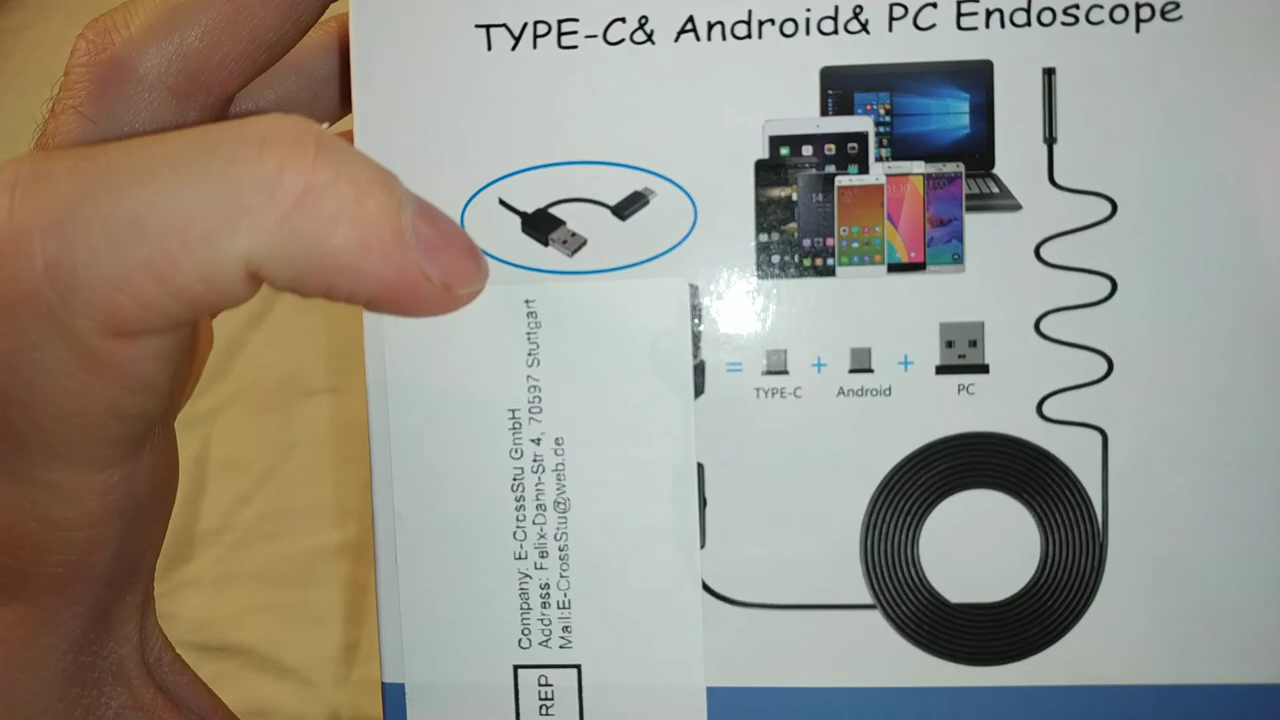 TYPE-C& Android& PC Endoscope
= TYPE-C + Android + PC
Company: E-CrossStu GmbH
Address: Felix-Dahn-Str 4, 70597 Stuttgart
Mail:E-CrossStu@web.de
REP